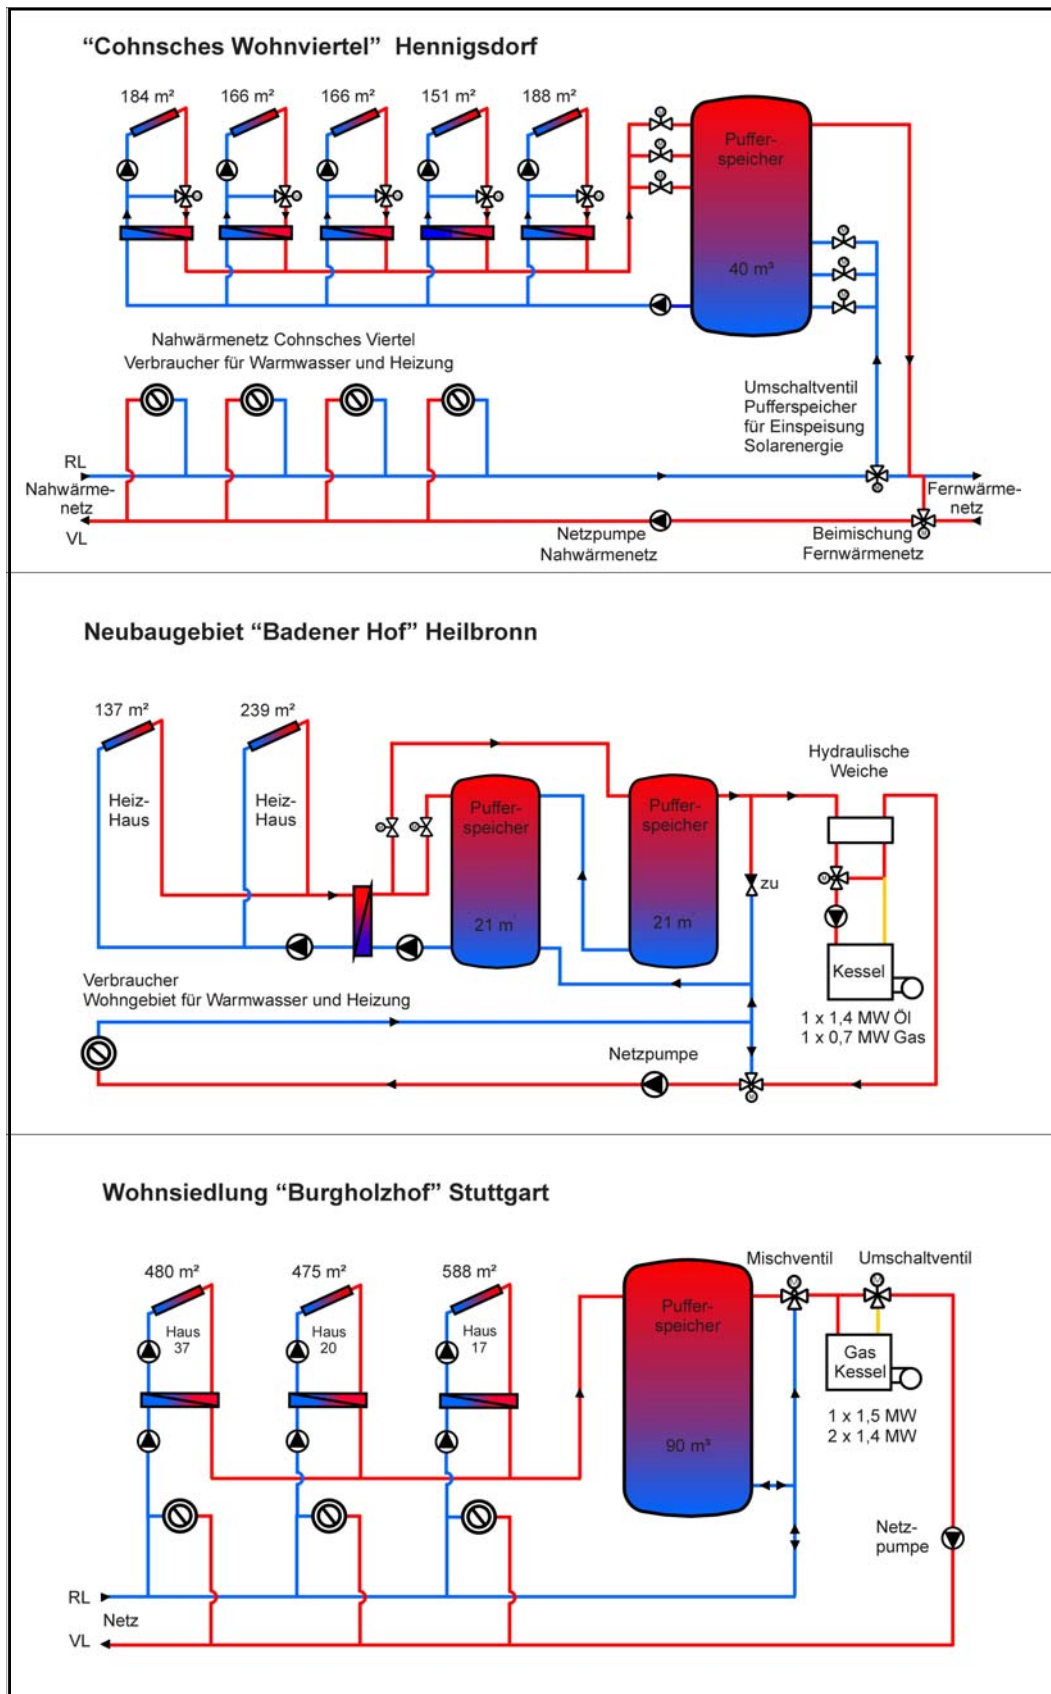 “Cohnsches Wohnviertel” Hennigsdorf
184 m²
166 m²
166 m²
151 m²
188 m²
Puffer-
speicher
40 m³
Nahwärmenetz Cohnsches Viertel
Verbraucher für Warmwasser und Heizung
Umschaltventil
Pufferspeicher
für Einspeisung
Solarenergie
RL
Nahwärme-
netz
VL
Fernwärme-
netz
Netzpumpe
Nahwärmenetz
Beimischung
Fernwärmenetz
Neubaugebiet “Badener Hof” Heilbronn
137 m²
239 m²
Heiz-
Haus
Heiz-
Haus
Puffer-
speicher
21 m
Puffer-
speicher
21 m
Hydraulische
Weiche
zu
Kessel
1 x 1,4 MW Öl
1 x 0,7 MW Gas
Verbraucher
Wohngebiet für Warmwasser und Heizung
Netzpumpe
Wohnsiedlung “Burgholzhof” Stuttgart
480 m²
475 m²
588 m²
Haus
37
Haus
20
Haus
17
Puffer-
speicher
90 m³
Mischventil
Umschaltventil
Gas
Kessel
1 x 1,5 MW
2 x 1,4 MW
Netz-
pumpe
RL
Netz
VL